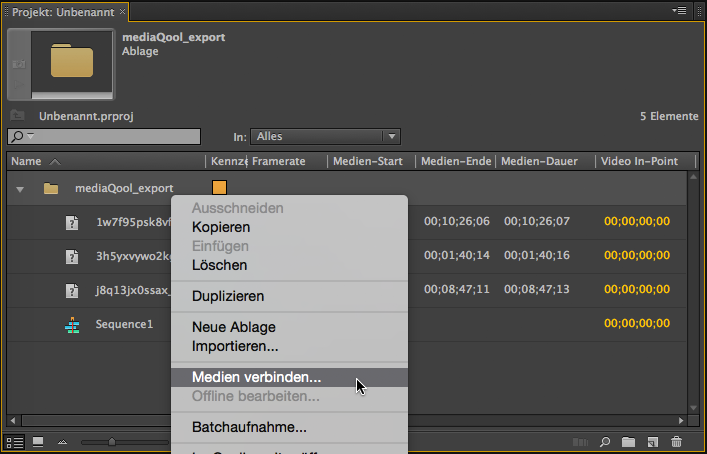 Projekt: Unbenannt ×
mediaQool_export
Ablage
Unbenannt.prproj
5 Elemente
In: Alles
Name Kennze Framerate Medien-Start Medien-Ende Medien-Dauer Video In-Point
mediaQool_export
1w7f95psk8vf 00;10;26;06 00;10;26;07 00;00;00;00
3h5yxvywo2kg 00;01;40;14 00;01;40;16 00;00;00;00
j8q13jx0ssax_ 00;08;47;11 00;08;47;13 00;00;00;00
Sequence1 00;00;00;00
Ausschneiden
Kopieren
Einfügen
Löschen
Duplizieren
Neue Ablage
Importieren...
Medien verbinden...
Offline bearbeiten...
Batchaufnahme...